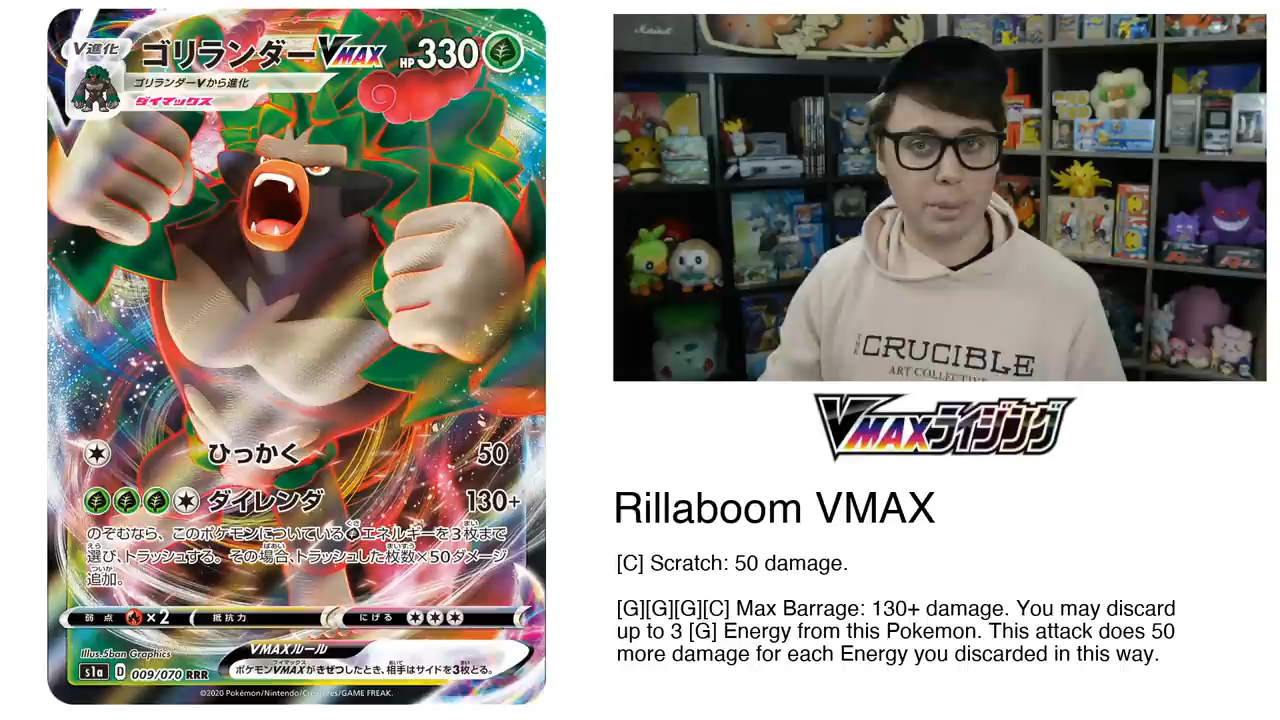 V進化
ゴリランダーVMAX
HP330
ゴリランダーVから進化
ダイマックス
ひっかく 50
ダイレンダ 130+
のぞむなら、このポケモンについているエネルギーを3枚まで
選び、トラッシュする。その場合、トラッシュした枚数×50ダメージ
追加。
弱点 ×2 抵抗力 にげる
Illus.5ban Graphics
VMAXルール
ポケモンVMAXがきぜつしたとき、相手はサイドを3枚とる。
s1a D 009/070 RRR
©2020 Pokémon/Nintendo/Creatures/GAME FREAK.
Marshall
CRUCIBLE
ART COLLECTIVE
VMAXライジング
Rillaboom VMAX
[C] Scratch: 50 damage.
[G][G][G][C] Max Barrage: 130+ damage. You may discard
up to 3 [G] Energy from this Pokemon. This attack does 50
more damage for each Energy you discarded in this way.